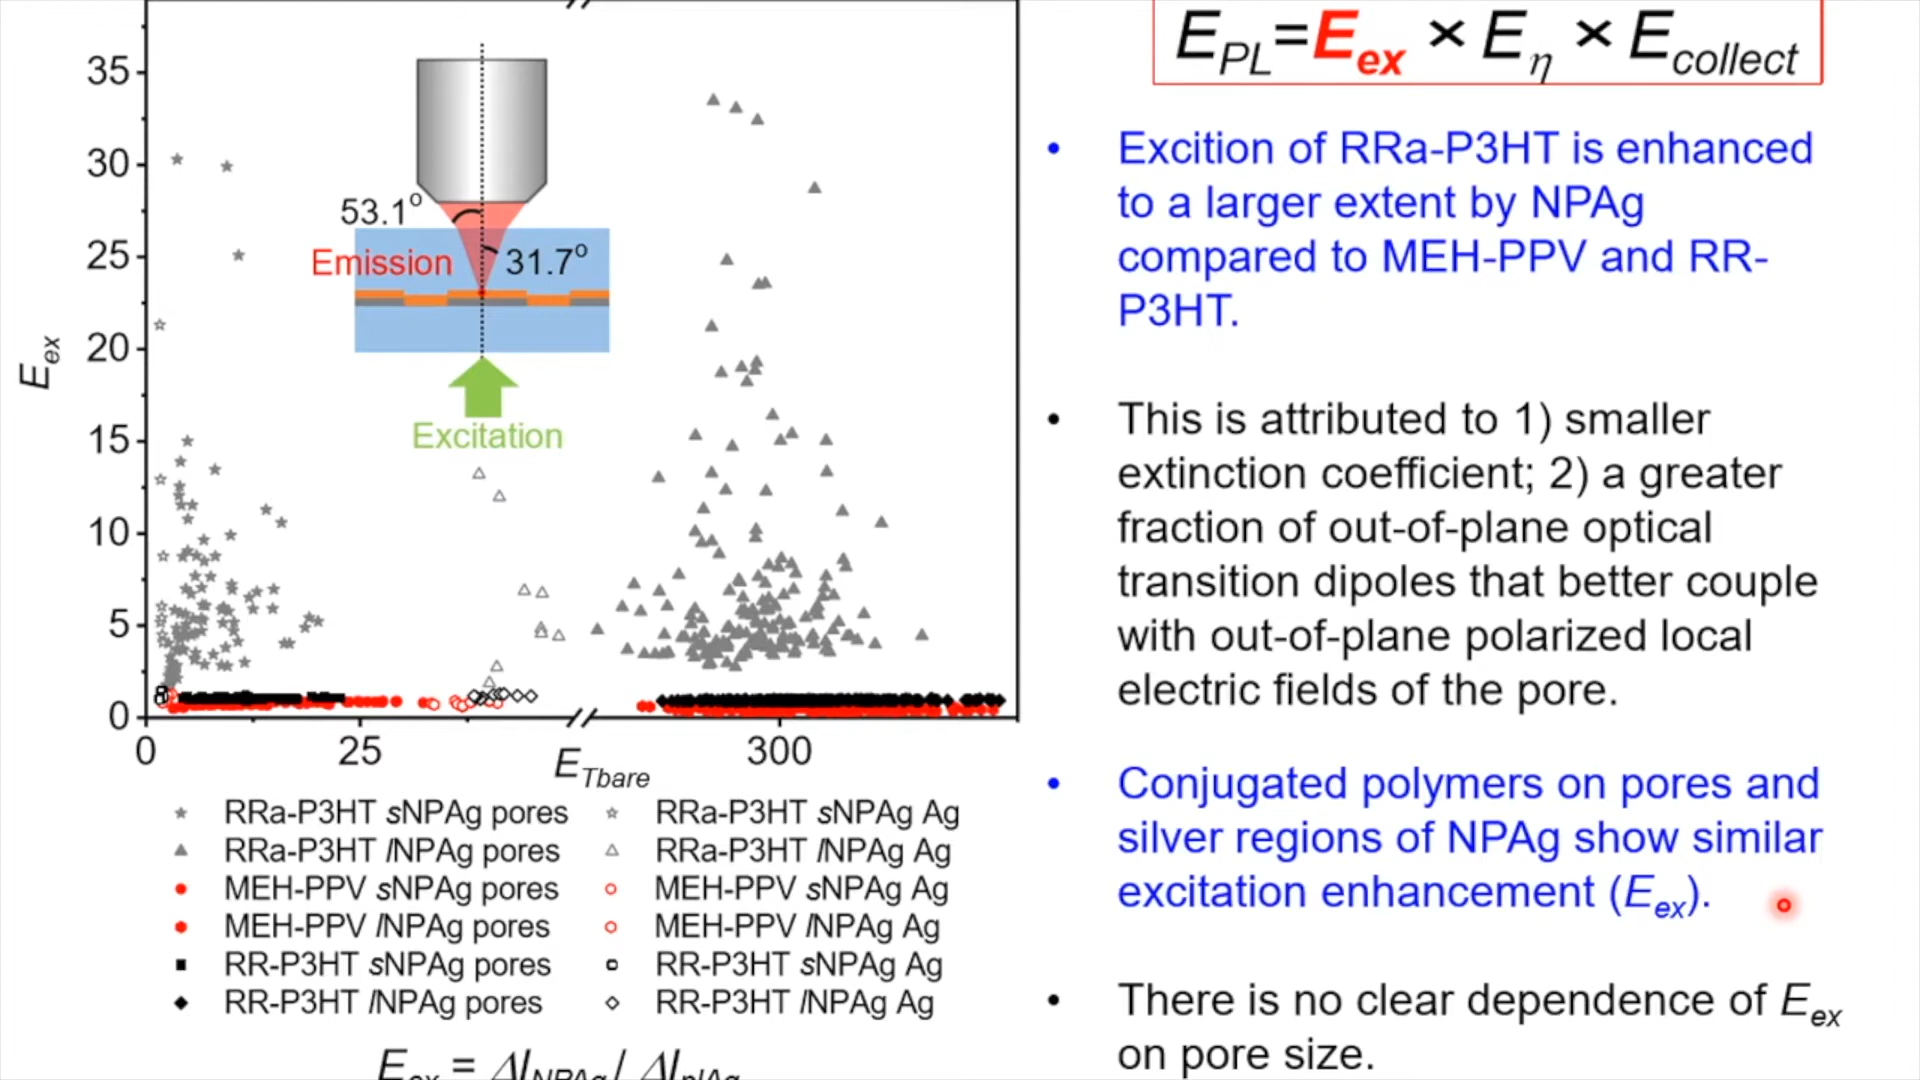 E_PL=E_ex × E_η × E_collect
35
30
25
20
15
10
5
0
E_ex
53.1°
Emission
31.7°
Excitation
0
25
300
E_Tbare
RRa-P3HT sNPAg pores
RRa-P3HT lNPAg pores
MEH-PPV sNPAg pores
MEH-PPV lNPAg pores
RR-P3HT sNPAg pores
RR-P3HT lNPAg pores
RRa-P3HT sNPAg Ag
RRa-P3HT lNPAg Ag
MEH-PPV sNPAg Ag
MEH-PPV lNPAg Ag
RR-P3HT sNPAg Ag
RR-P3HT lNPAg Ag
E_ex = ΔI_NPAg / ΔI_plAg
• Excition of RRa-P3HT is enhanced
to a larger extent by NPAg
compared to MEH-PPV and RR-
P3HT.
• This is attributed to 1) smaller
extinction coefficient; 2) a greater
fraction of out-of-plane optical
transition dipoles that better couple
with out-of-plane polarized local
electric fields of the pore.
• Conjugated polymers on pores and
silver regions of NPAg show similar
excitation enhancement (E_ex).
• There is no clear dependence of E_ex
on pore size.